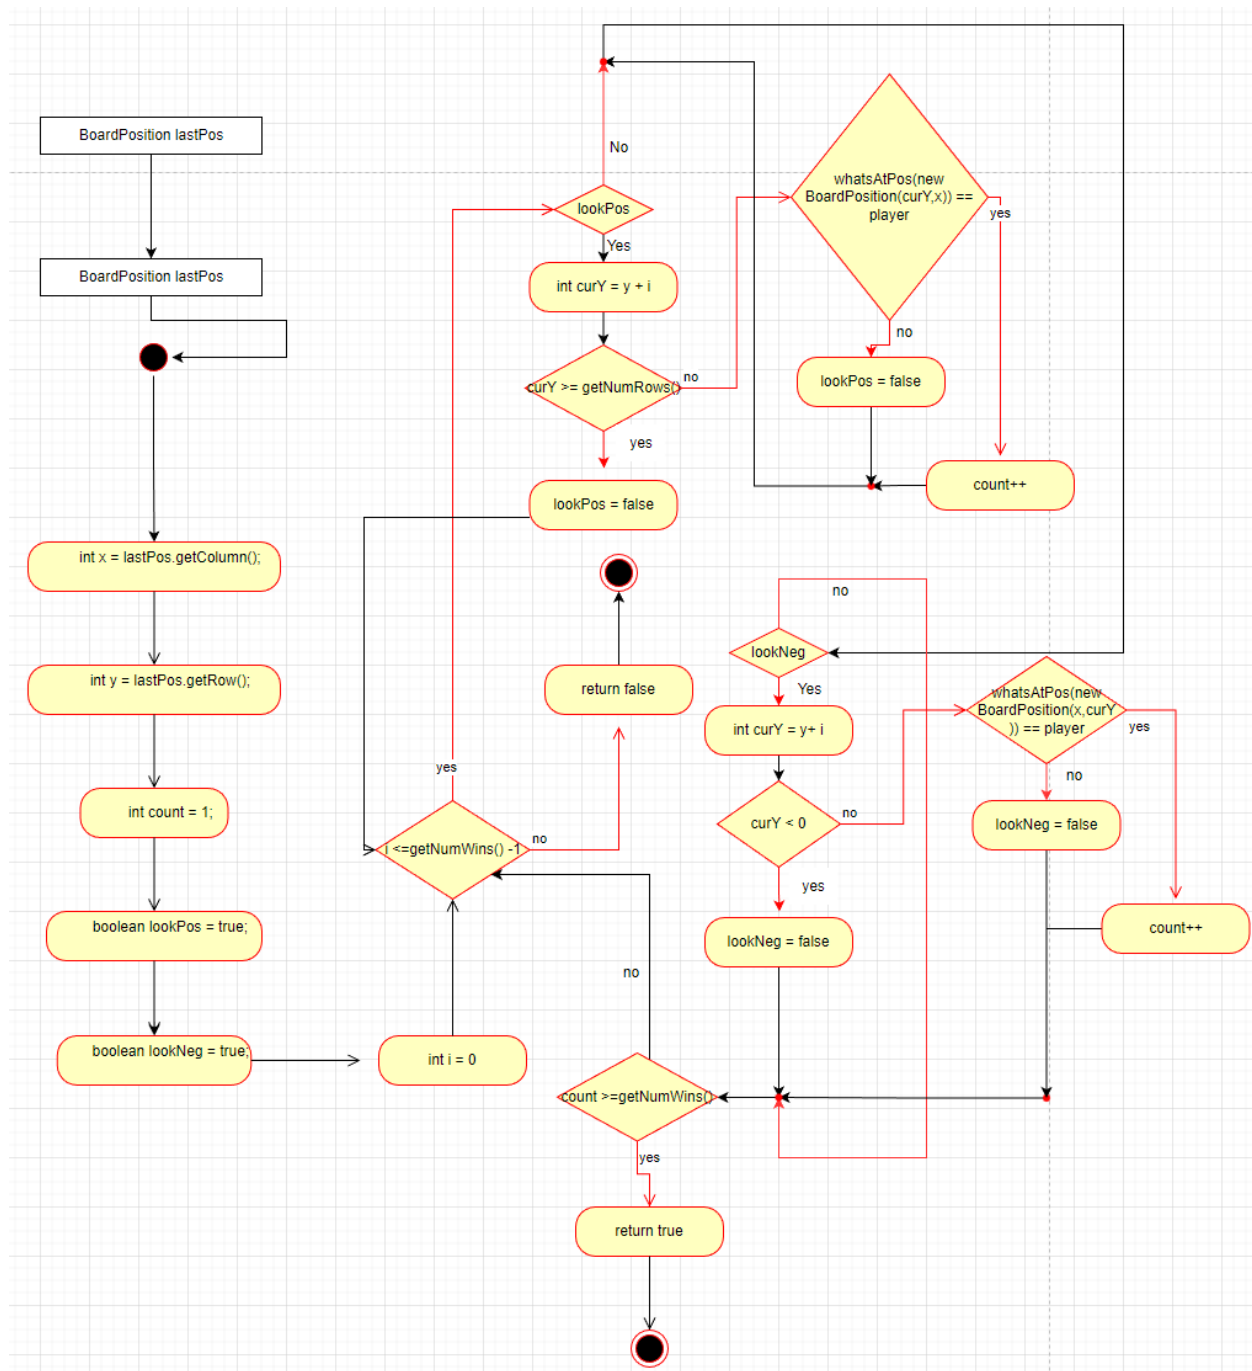 BoardPosition lastPos
BoardPosition lastPos
int x = lastPos.getColumn();
int y = lastPos.getRow();
int count = 1;
boolean lookPos = true;
boolean lookNeg = true;
int i = 0
i <=getNumWins() -1
yes
no
return false
No
lookPos
Yes
int curY = y + i
curY >= getNumRows()
no
yes
lookPos = false
whatsAtPos(new
BoardPosition(curY,x)) ==
player
yes
no
lookPos = false
count++
no
lookNeg
Yes
int curY = y+ i
curY < 0
no
yes
lookNeg = false
whatsAtPos(new
BoardPosition(x,curY
)) == player
yes
no
lookNeg = false
count++
count >=getNumWins()
no
yes
return true